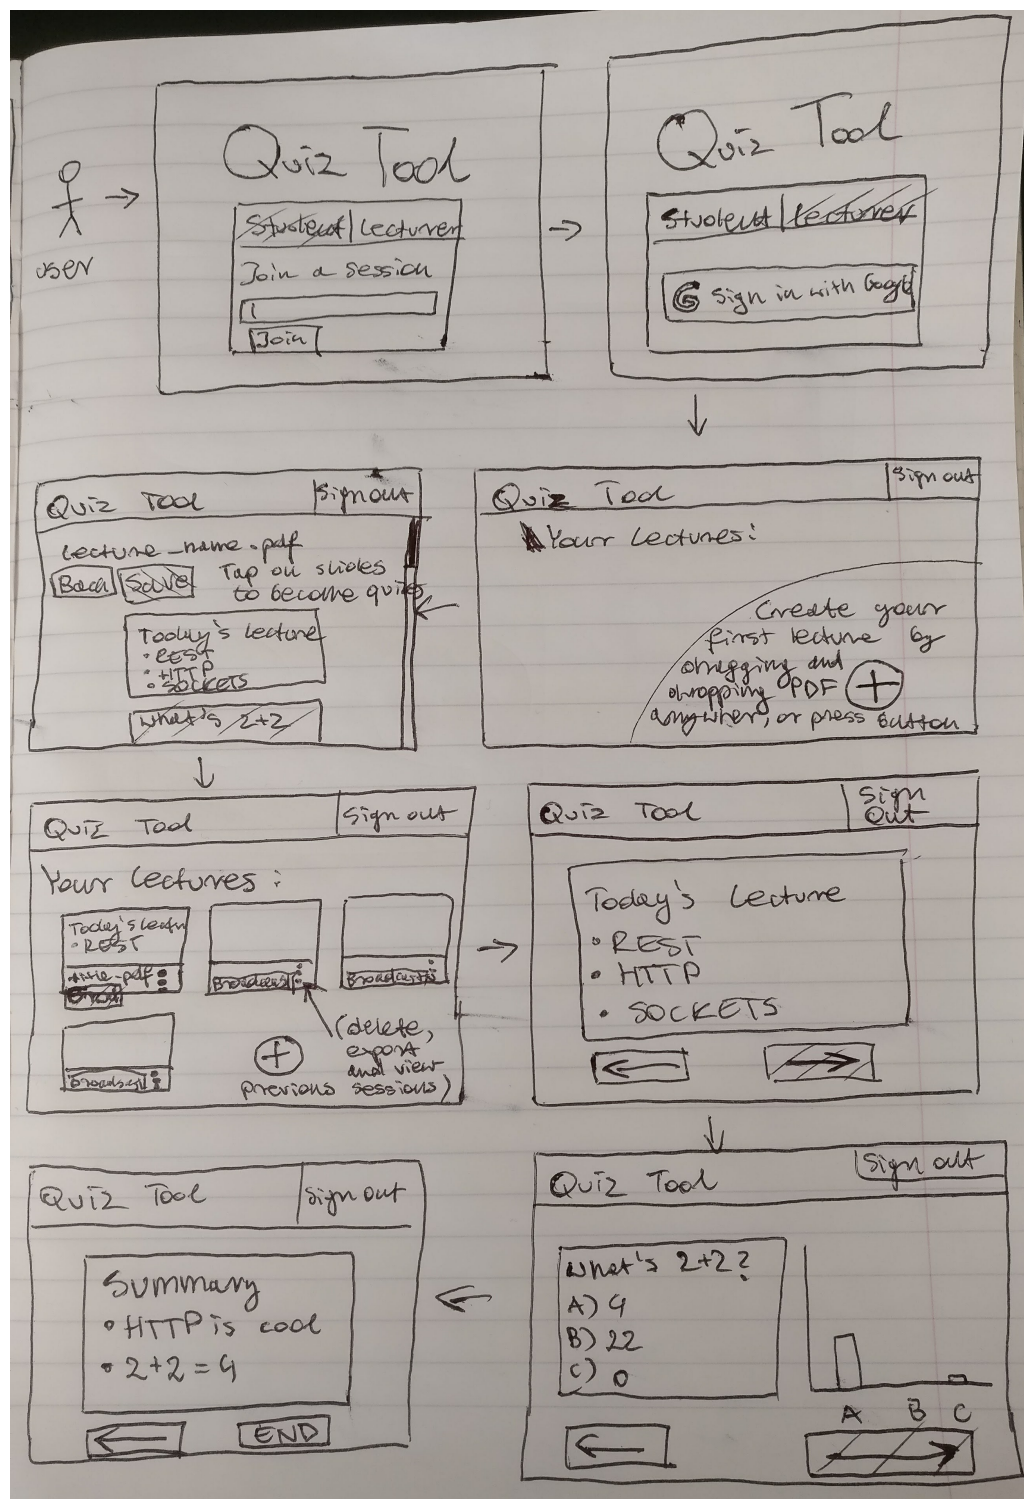 Quiz Tool
Student | Lecturer
Join a session
Join
user
Quiz Tool
Student | Lecturer
G Sign in with Google
Quiz Tool
Sign out
Lecture_name.pdf
Back Save
Tap on slides
to become quizes
Today's Lecture
• REST
• HTTP
• SOCKETS
What's 2+2
Quiz Tool
Sign out
Your Lectures:
Create your
first lecture by
dragging and
dropping PDF
+
anywhere, or press button
Quiz Tool
Sign out
Your Lectures:
Today's Lectu
• REST
title.pdf
Broadcast
Broadcast
Broadcast
+
(delete,
export
and view
previous sessions)
Quiz Tool
Sign
Out
Today's Lecture
• REST
• HTTP
• SOCKETS
Quiz Tool
Sign out
Summary
• HTTP is cool
• 2+2=4
END
Quiz Tool
Sign out
What's 2+2?
A) 4
B) 22
C) 0
A B C